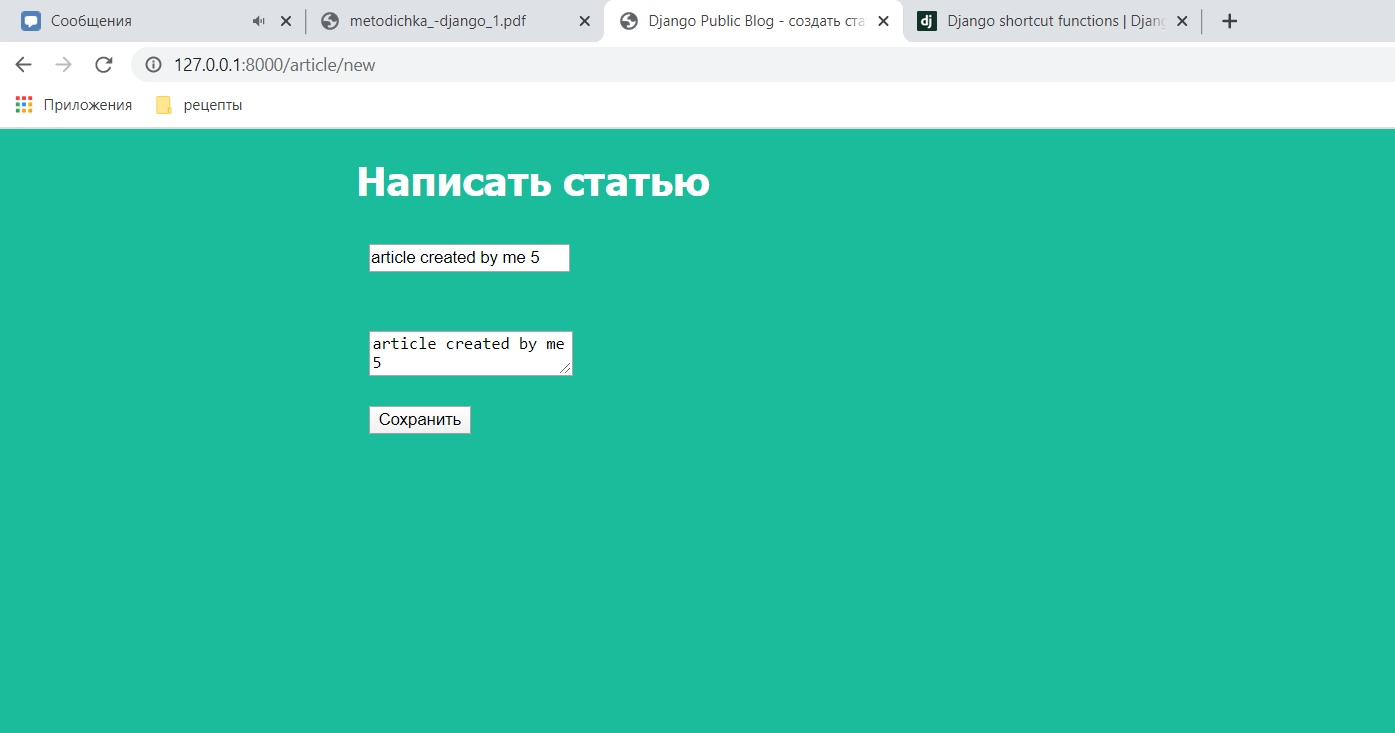 Сообщения
metodichka_-django_1.pdf
Django Public Blog - создать ста
Django shortcut functions | Djang
127.0.0.1:8000/article/new
Приложения
рецепты
Написать статью
article created by me 5
article created by me
5
Сохранить